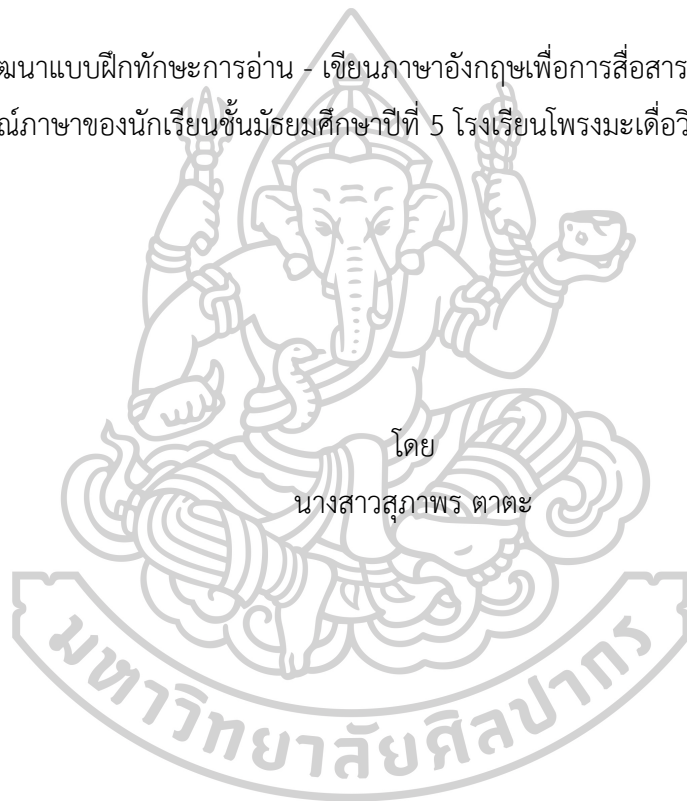 ฒนาแบบฝึกทักษะการอ่าน - เขียนภาษาอังกฤษเพื่อการสื่อสาร
ณ์ภาษาของนักเรียนชั้นมัธยมศึกษาปีที่ 5 โรงเรียนโพรงมะเดื่อวิ
โดย
นางสาวสุภาพร ตาตะ
มหาวิทยาลัยศิลปากร